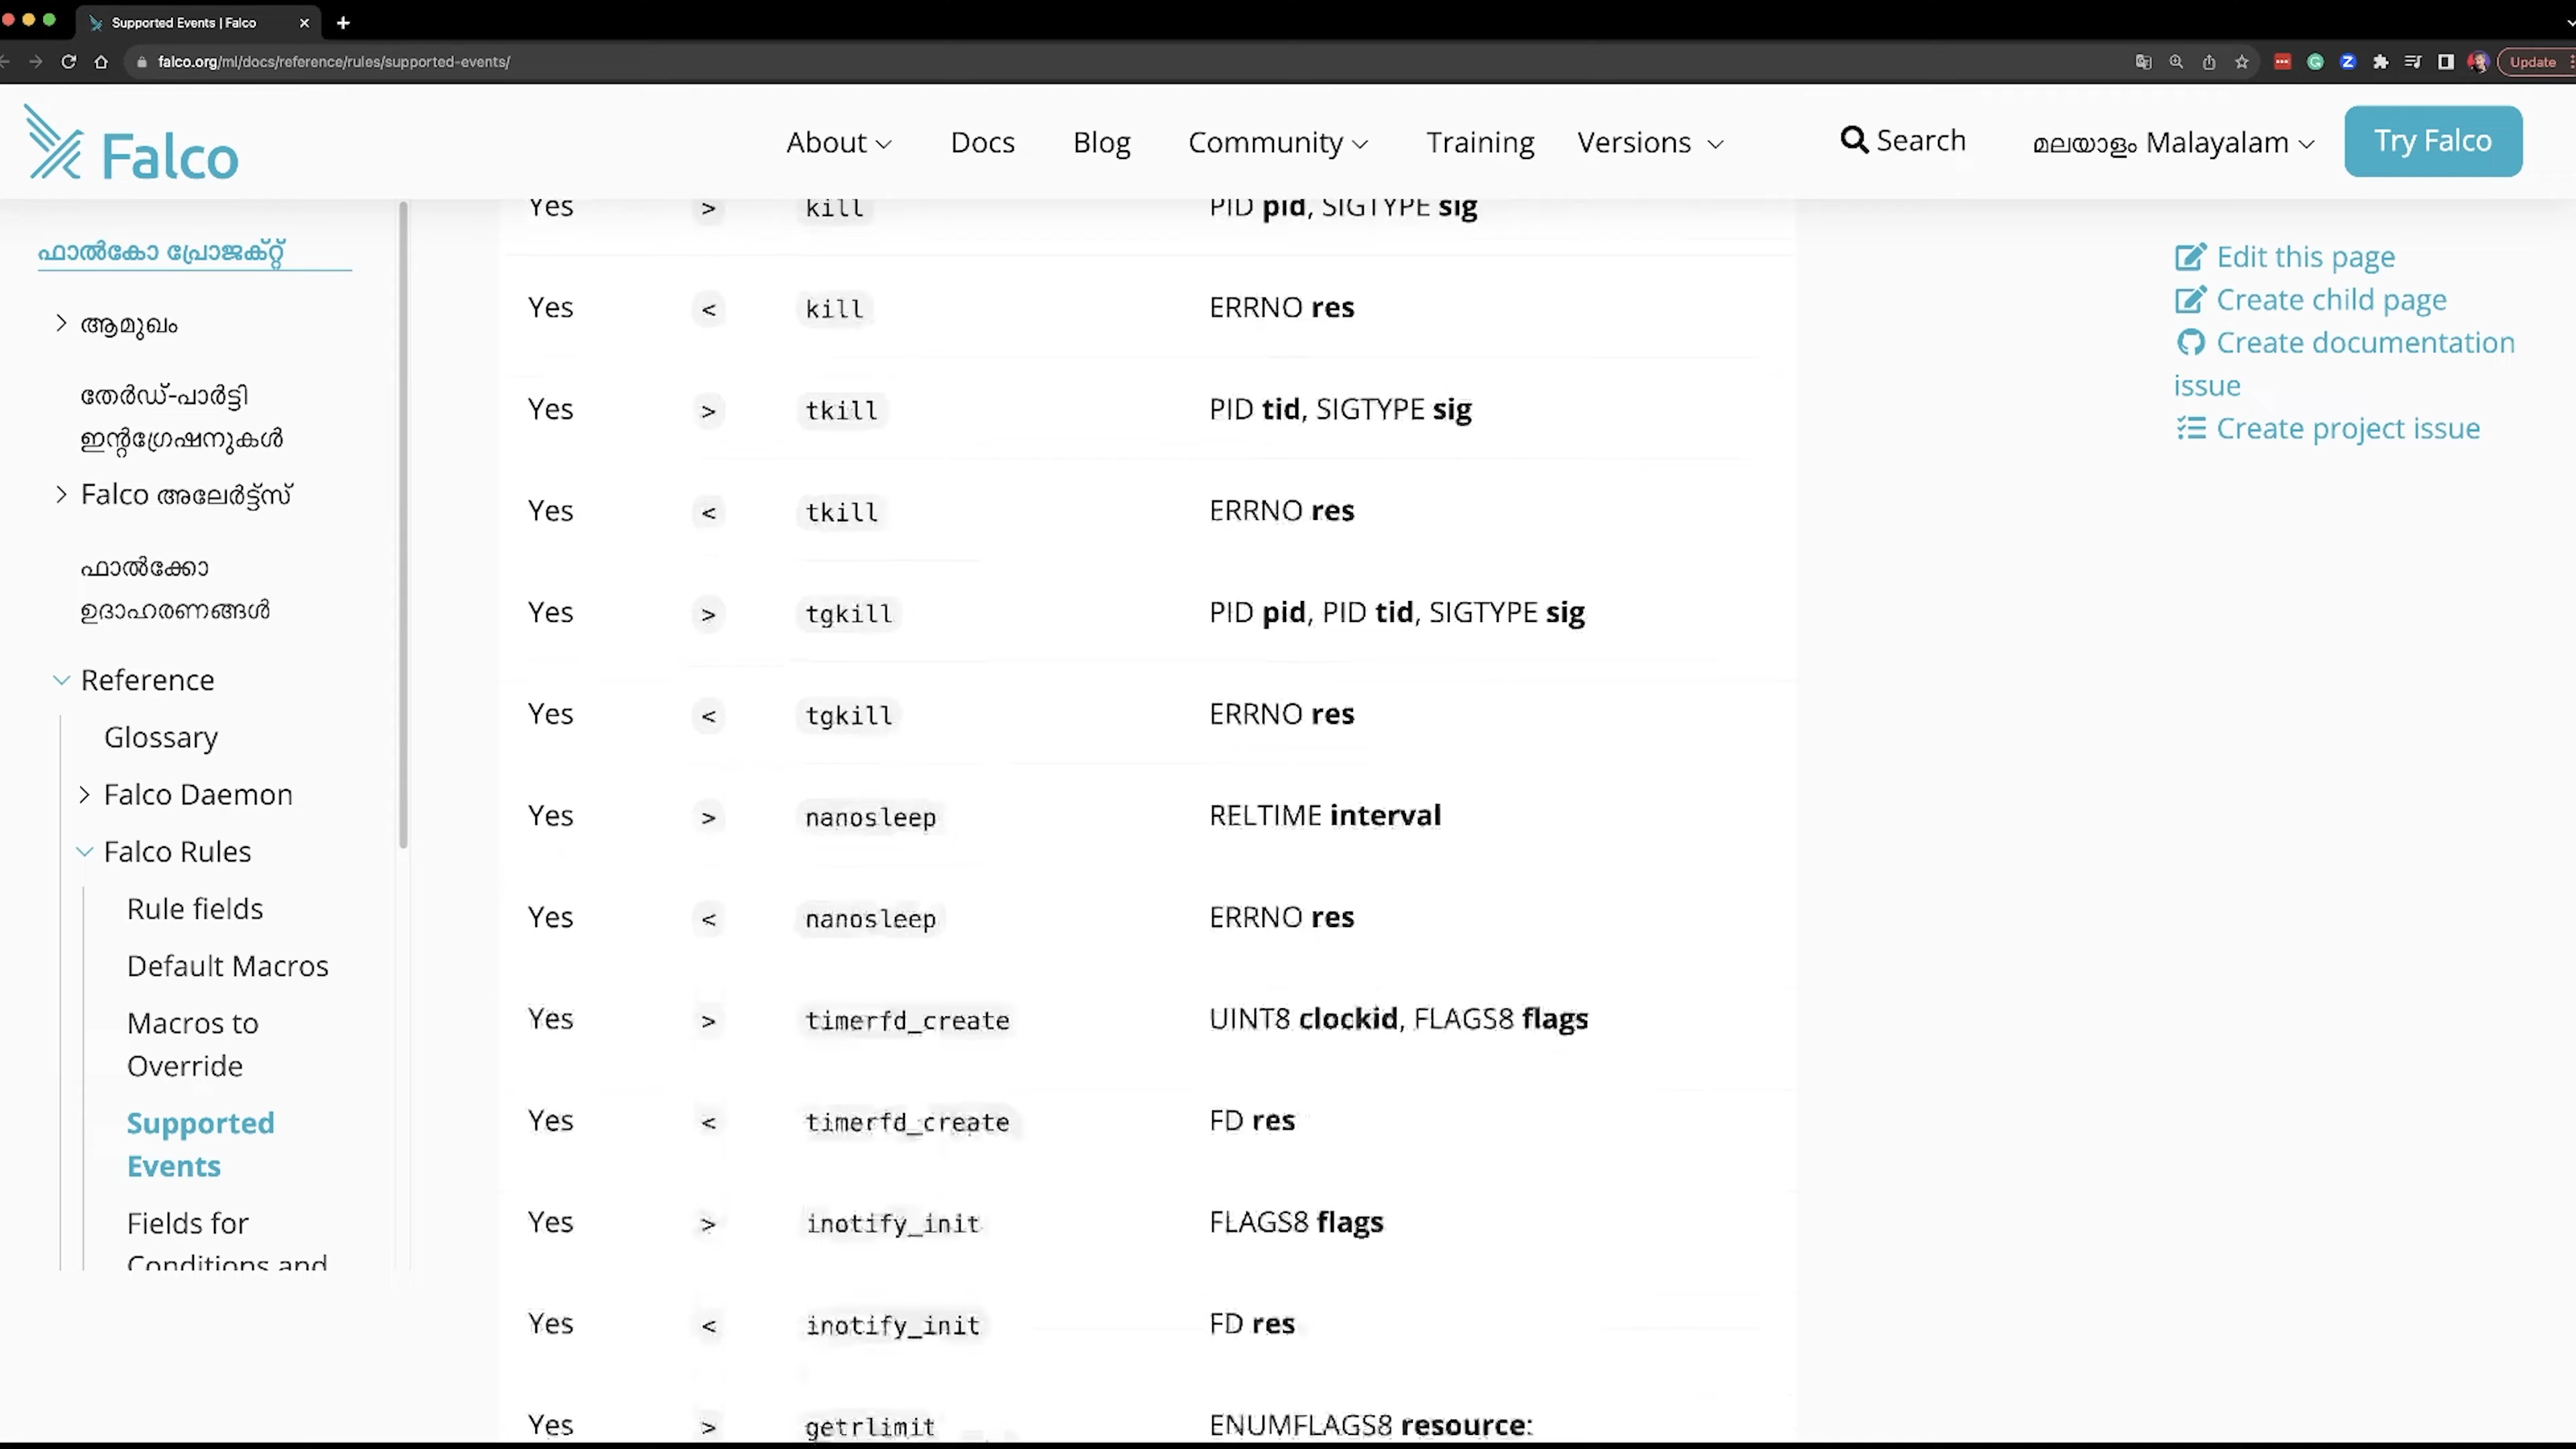 Supported Events | Falco
falco.org/ml/docs/reference/rules/supported-events/
Update
Falco
About
Docs
Blog
Community
Training
Versions
Search
മലയാളം Malayalam
Try Falco
ഫാൽകോ പ്രോജക്റ്റ്
ആമുഖം
തേർഡ്-പാർട്ടി
ഇന്റഗ്രേഷനുകൾ
Falco അലേർട്ട്സ്
ഫാൽക്കോ
ഉദാഹരണങ്ങൾ
Reference
Glossary
Falco Daemon
Falco Rules
Rule fields
Default Macros
Macros to
Override
Supported
Events
Fields for
Conditions and
Yes > kill PID pid, SIGTYPE sig
Yes < kill ERRNO res
Yes > tkill PID tid, SIGTYPE sig
Yes < tkill ERRNO res
Yes > tgkill PID pid, PID tid, SIGTYPE sig
Yes < tgkill ERRNO res
Yes > nanosleep RELTIME interval
Yes < nanosleep ERRNO res
Yes > timerfd_create UINT8 clockid, FLAGS8 flags
Yes < timerfd_create FD res
Yes > inotify_init FLAGS8 flags
Yes < inotify_init FD res
Yes > getrlimit ENUMFLAGS8 resource:
Edit this page
Create child page
Create documentation
issue
Create project issue